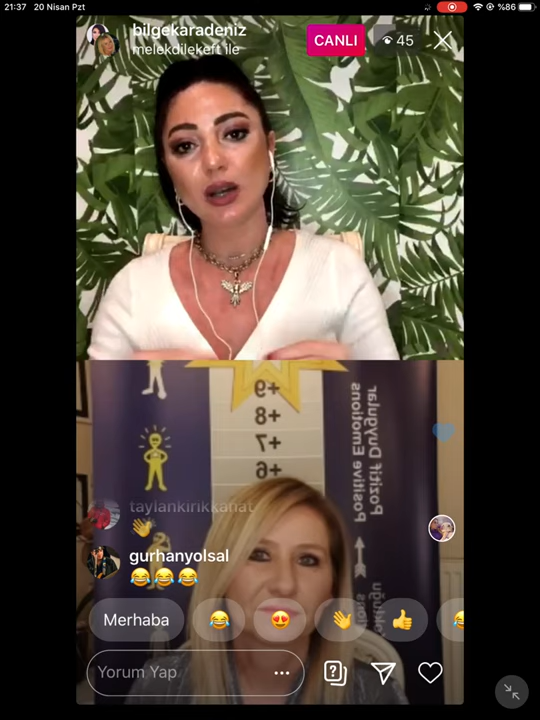 21:37 20 Nisan Pzt
%86
bilgekaradeniz
melekdilekeft ile
CANLI
45
+9
+8
+7
+6
Positive Emotions
Pozitif Duygular
taylankirikkanat
gurhanyolsal
😂😂😂
Merhaba
Yorum Yap